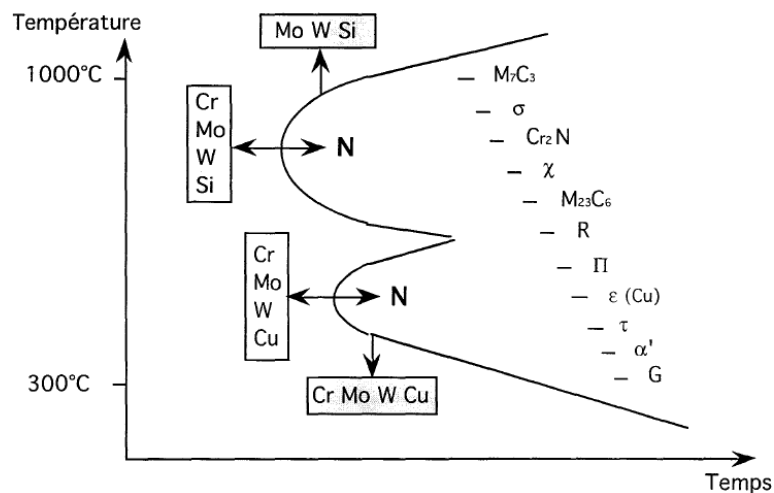 Température
Mo W Si
1000°C
M₇C₃
Cr
Mo
W
Si
σ
N
Cr₂N
χ
M₂₃C₆
R
Cr
Mo
W
Cu
N
Π
ε (Cu)
τ
α'
300°C
G
Cr Mo W Cu
Temps